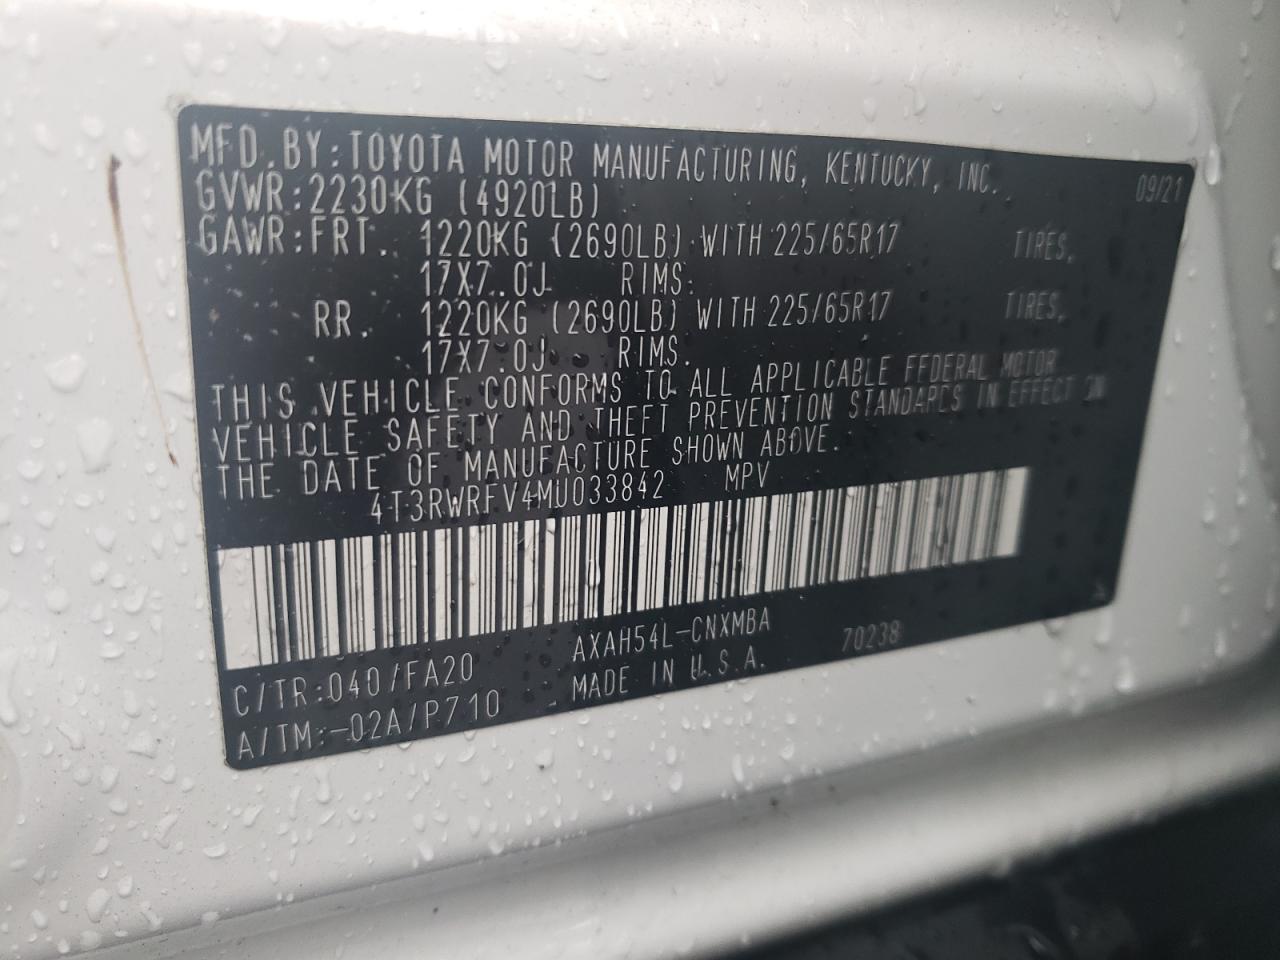 MFD. BY: TOYOTA MOTOR MANUFACTURING, KENTUCKY, INC. 09/21
GVWR: 2230KG (4920LB)
GAWR: FRT. 1220KG (2690LB) WITH 225/65R17 TIRES,
17X7.0J RIMS.
RR. 1220KG (2690LB) WITH 225/65R17 TIRES,
17X7.0J RIMS.
THIS VEHICLE CONFORMS TO ALL APPLICABLE FEDERAL MOTOR
VEHICLE SAFETY AND THEFT PREVENTION STANDARDS IN EFFECT ON
THE DATE OF MANUFACTURE SHOWN ABOVE.
4T3RWRFV4MU033842 MPV
C/TR:040/FA20 AXAH54L-CNXMBA 70238
A/TM:-02A/P710 MADE IN U.S.A.